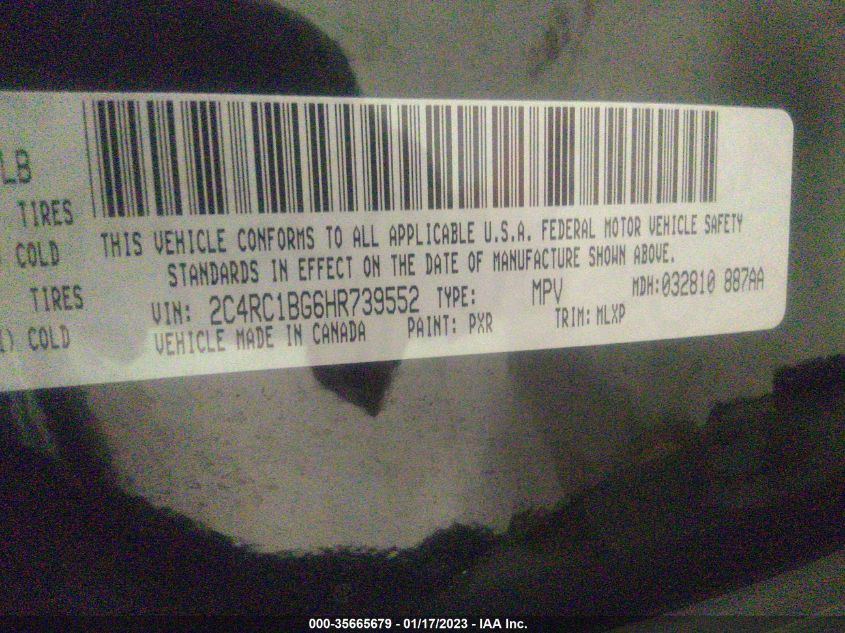 LB
TIRES
COLD
TIRES
COLD
THIS VEHICLE CONFORMS TO ALL APPLICABLE U.S.A. FEDERAL MOTOR VEHICLE SAFETY
STANDARDS IN EFFECT ON THE DATE OF MANUFACTURE SHOWN ABOVE.
VIN: 2C4RC1BG6HR739552 TYPE: MPV MDH:032810 887AA
VEHICLE MADE IN CANADA PAINT: PXR TRIM: MLXP
000-35665679 - 01/17/2023 - IAA Inc.